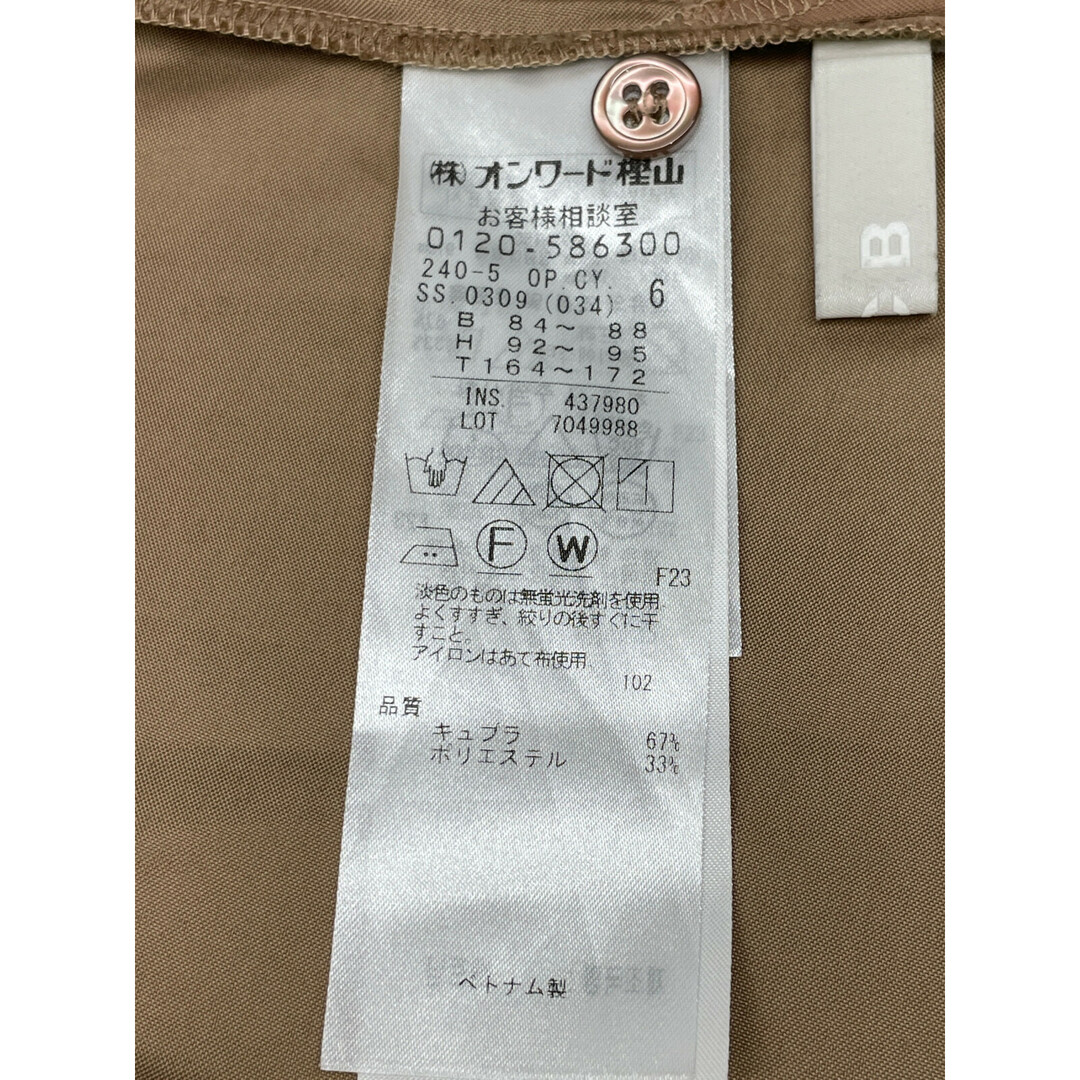 (株)オンワード樫山
お客様相談室
0120-586300
240-5 OP.CY. 6
SS.0309 (034)
B 84～ 88
H 92～ 95
T 164～172
INS. 437980
LOT 7049988
F W
F23
淡色のものは無蛍光洗剤を使用
よくすすぎ、絞りの後すぐに干
すこと。
アイロンはあて布使用
102
品質
キュプラ 67%
ポリエステル 33%
ベトナム製
B